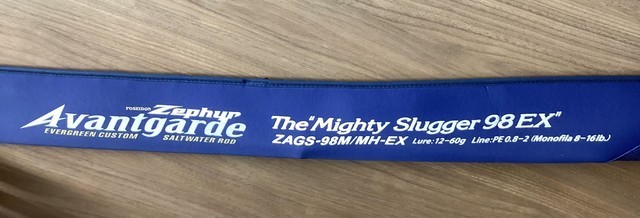 POSEIDON Zephyr
Avantgarde
EVERGREEN CUSTOM SALTWATER ROD
The "Mighty Slugger 98 EX"
ZAGS-98M/MH-EX Lure:12-60g Line:PE 0.8-2 (Monofila 8-16lb.)